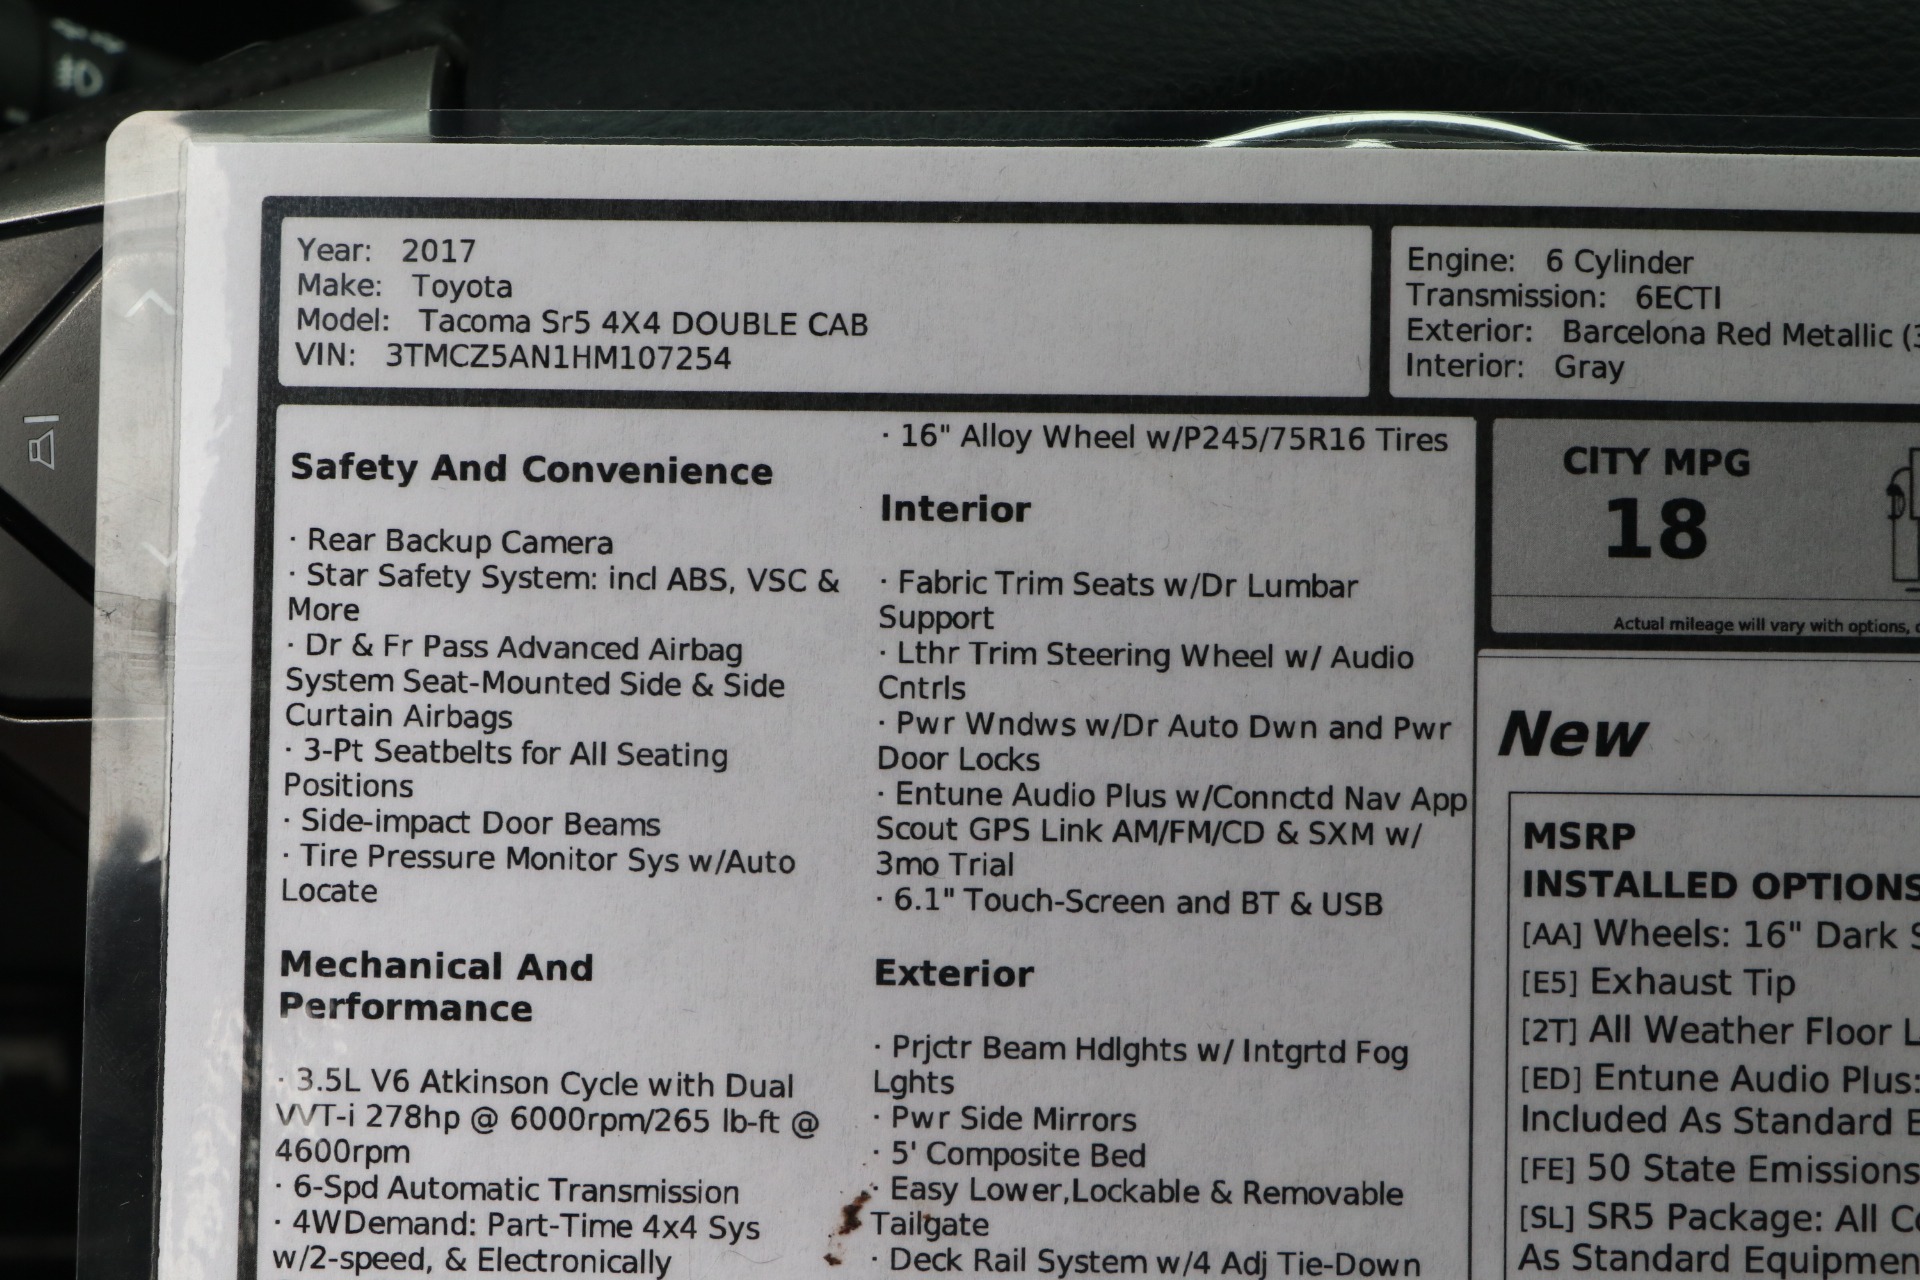 Year: 2017
Make: Toyota
Model: Tacoma Sr5 4X4 DOUBLE CAB
VIN: 3TMCZ5AN1HM107254
Engine: 6 Cylinder
Transmission: 6ECTI
Exterior: Barcelona Red Metallic (3
Interior: Gray
Safety And Convenience
· Rear Backup Camera
· Star Safety System: incl ABS, VSC &
More
· Dr & Fr Pass Advanced Airbag
System Seat-Mounted Side & Side
Curtain Airbags
· 3-Pt Seatbelts for All Seating
Positions
· Side-impact Door Beams
· Tire Pressure Monitor Sys w/Auto
Locate
Mechanical And
Performance
· 3.5L V6 Atkinson Cycle with Dual
VVT-i 278hp @ 6000rpm/265 lb-ft @
4600rpm
· 6-Spd Automatic Transmission
· 4WDemand: Part-Time 4x4 Sys
w/2-speed, & Electronically
· 16" Alloy Wheel w/P245/75R16 Tires
Interior
· Fabric Trim Seats w/Dr Lumbar
Support
· Lthr Trim Steering Wheel w/ Audio
Cntrls
· Pwr Wndws w/Dr Auto Dwn and Pwr
Door Locks
· Entune Audio Plus w/Connctd Nav App
Scout GPS Link AM/FM/CD & SXM w/
3mo Trial
· 6.1" Touch-Screen and BT & USB
Exterior
· Prjctr Beam Hdlghts w/ Intgrtd Fog
Lghts
· Pwr Side Mirrors
· 5' Composite Bed
· Easy Lower,Lockable & Removable
Tailgate
· Deck Rail System w/4 Adj Tie-Down
CITY MPG
18
Actual mileage will vary with options,
New
MSRP
INSTALLED OPTIONS
[AA] Wheels: 16" Dark S
[E5] Exhaust Tip
[2T] All Weather Floor L
[ED] Entune Audio Plus:
Included As Standard E
[FE] 50 State Emissions
[SL] SR5 Package: All Co
As Standard Equipmen